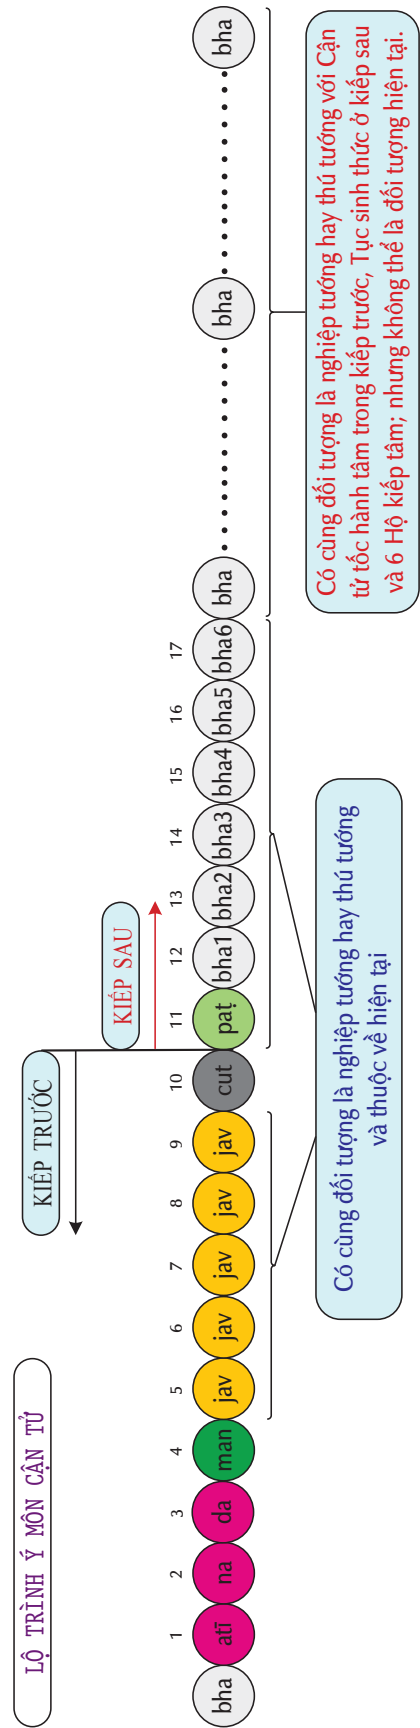 LỘ TRÌNH Ý MÔN CẬN TỬ
KIẾP TRƯỚC
KIẾP SAU
1 2 3 4 5 6 7 8 9 10 11 12 13 14 15 16 17
bha atī na da man jav jav jav jav jav cut paṭ bha1 bha2 bha3 bha4 bha5 bha6 bha bha bha
Có cùng đối tượng là nghiệp tướng hay thú tướng
và thuộc về hiện tại
Có cùng đối tượng là nghiệp tướng hay thú tướng với Cận
tử tốc hành tâm trong kiếp trước, Tục sinh thức ở kiếp sau
và 6 Hộ kiếp tâm; nhưng không thể là đối tượng hiện tại.